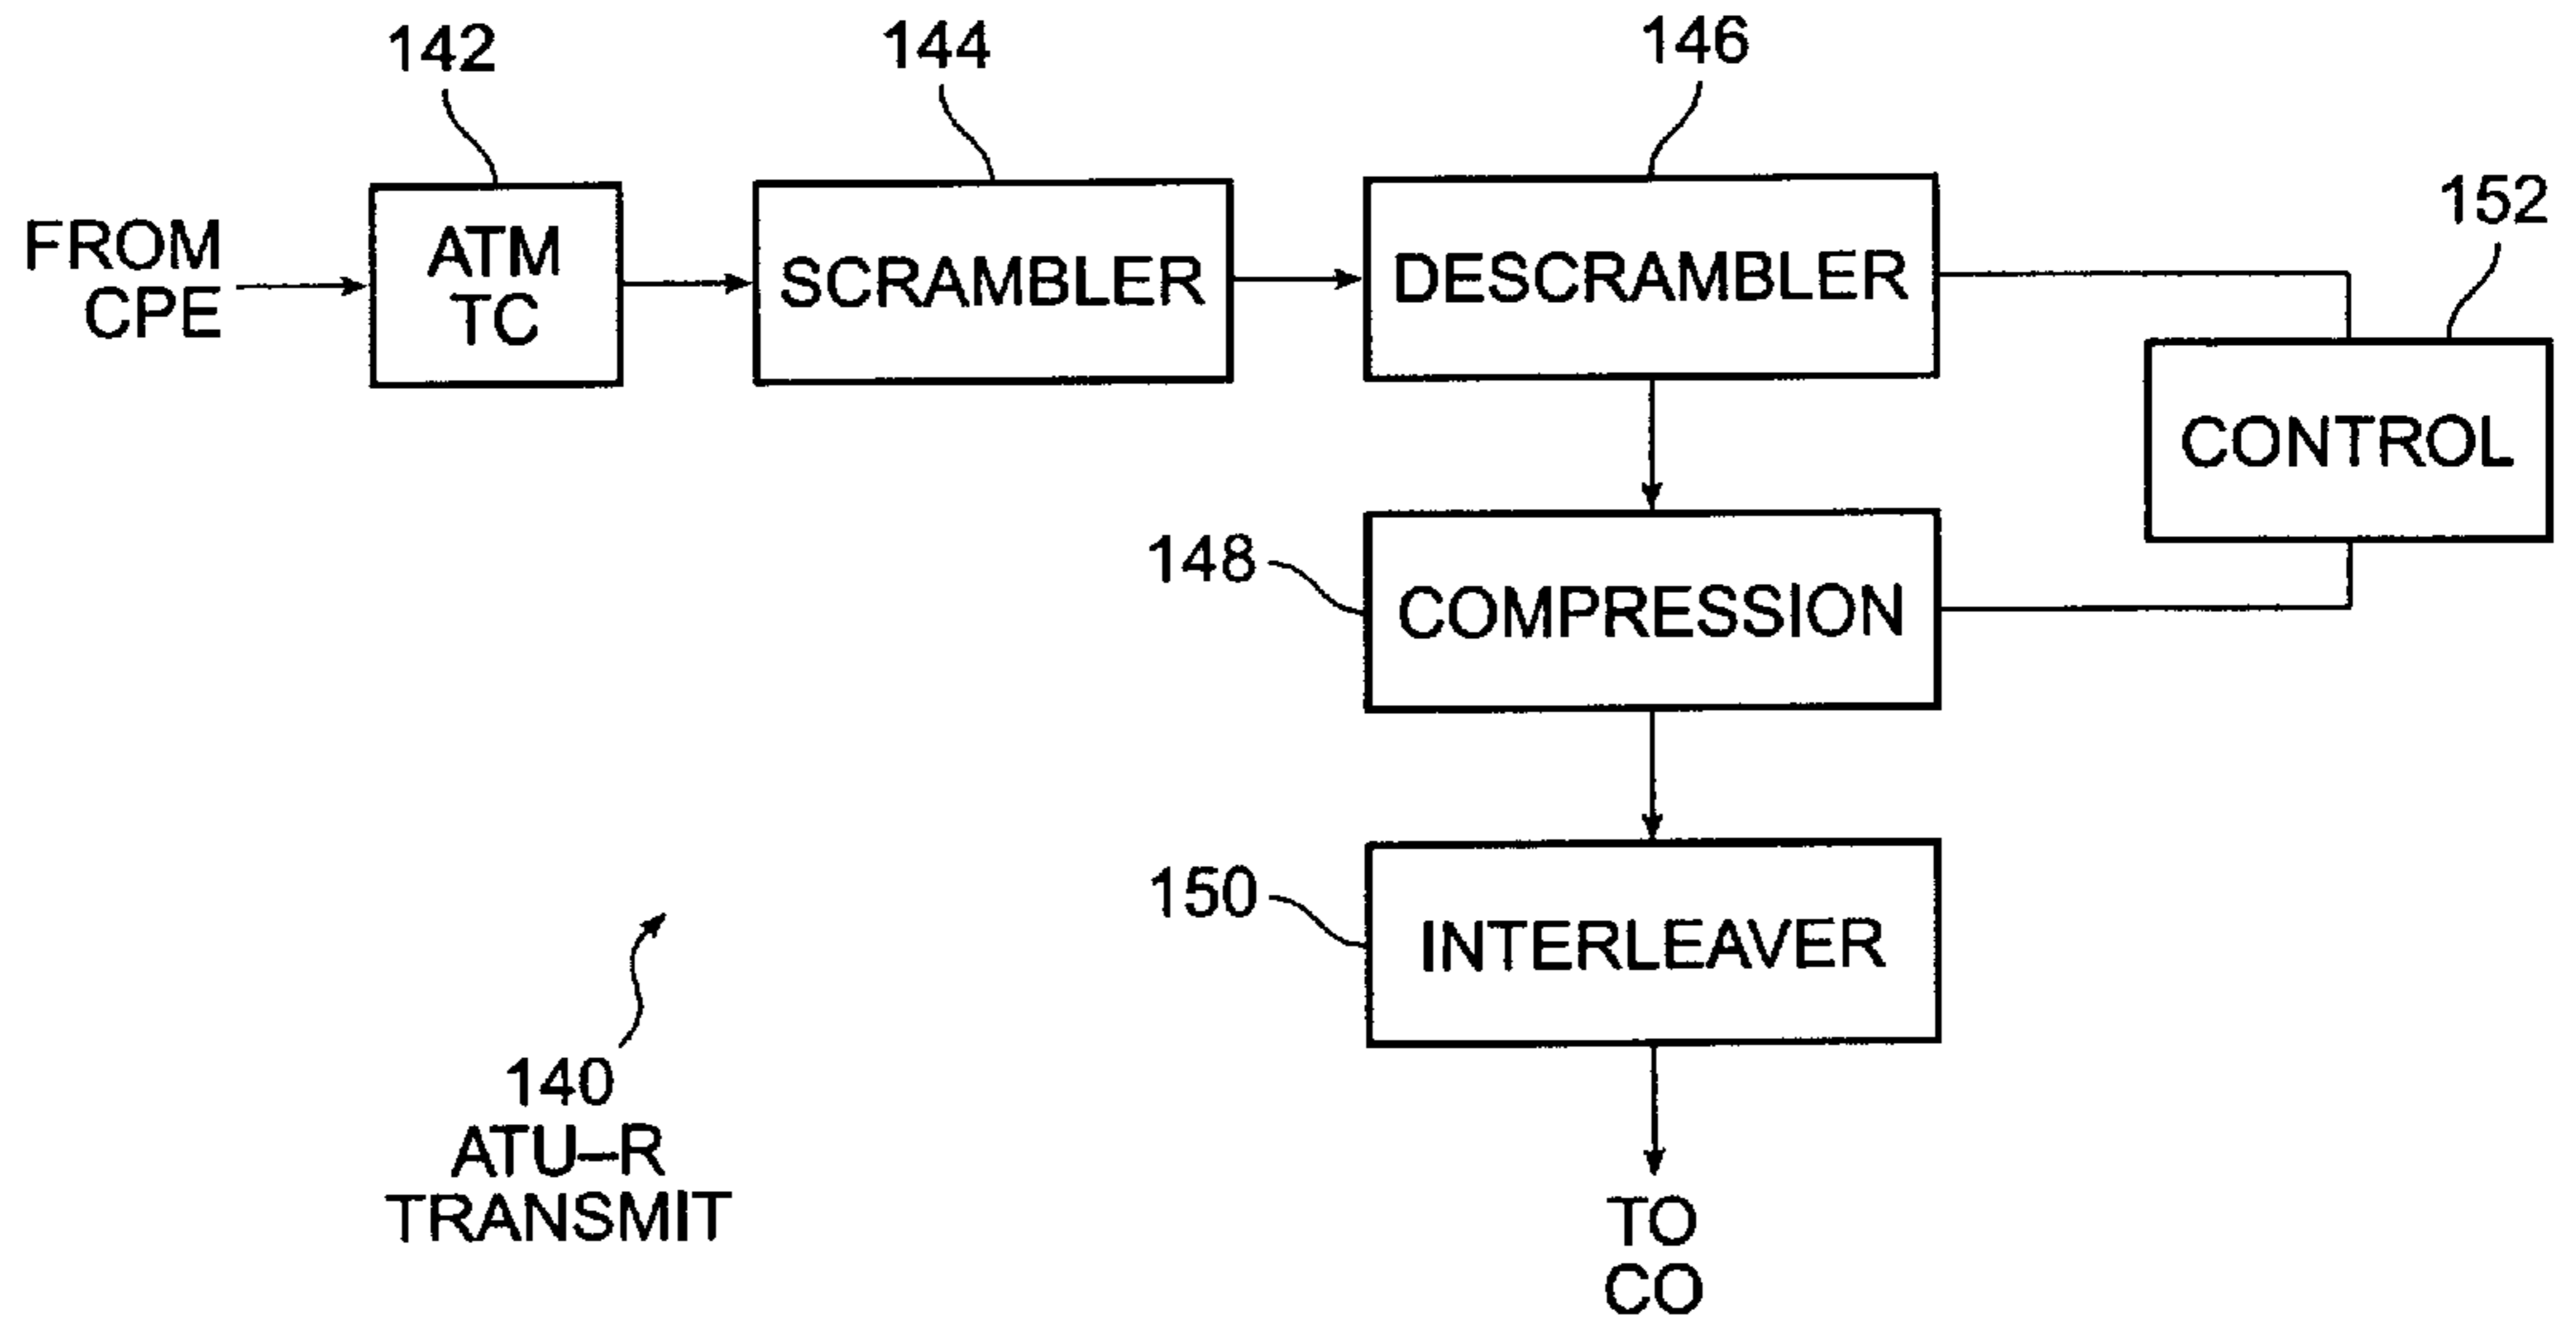 142
144
146
152
FROM
CPE
ATM
TC
SCRAMBLER
DESCRAMBLER
CONTROL
148
COMPRESSION
150
INTERLEAVER
140
ATU–R
TRANSMIT
TO
CO